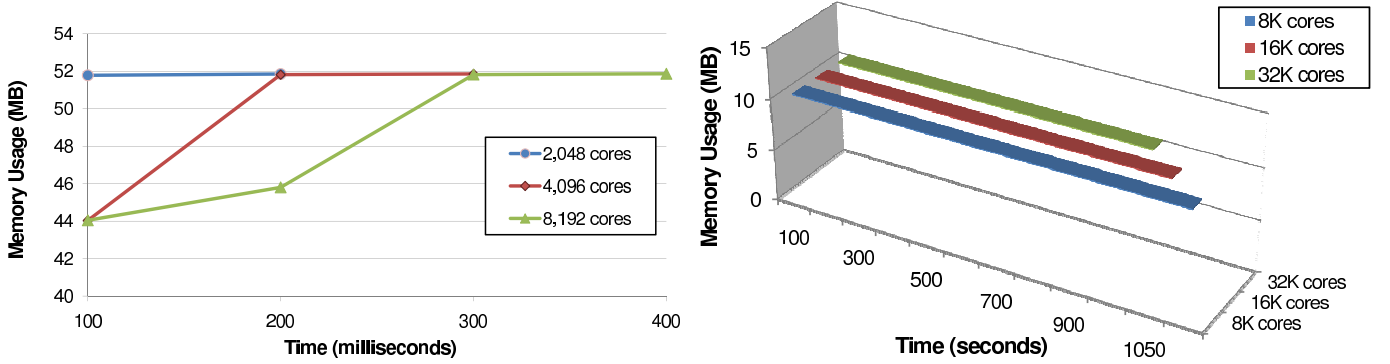 54
52
50
48
46
44
42
40
Memory Usage (MB)
2,048 cores
4,096 cores
8,192 cores
100
200
300
400
Time (milliseconds)
8K cores
16K cores
32K cores
15
10
5
0
Memory Usage (MB)
100
300
500
700
900
1050
Time (seconds)
32K cores
16K cores
8K cores